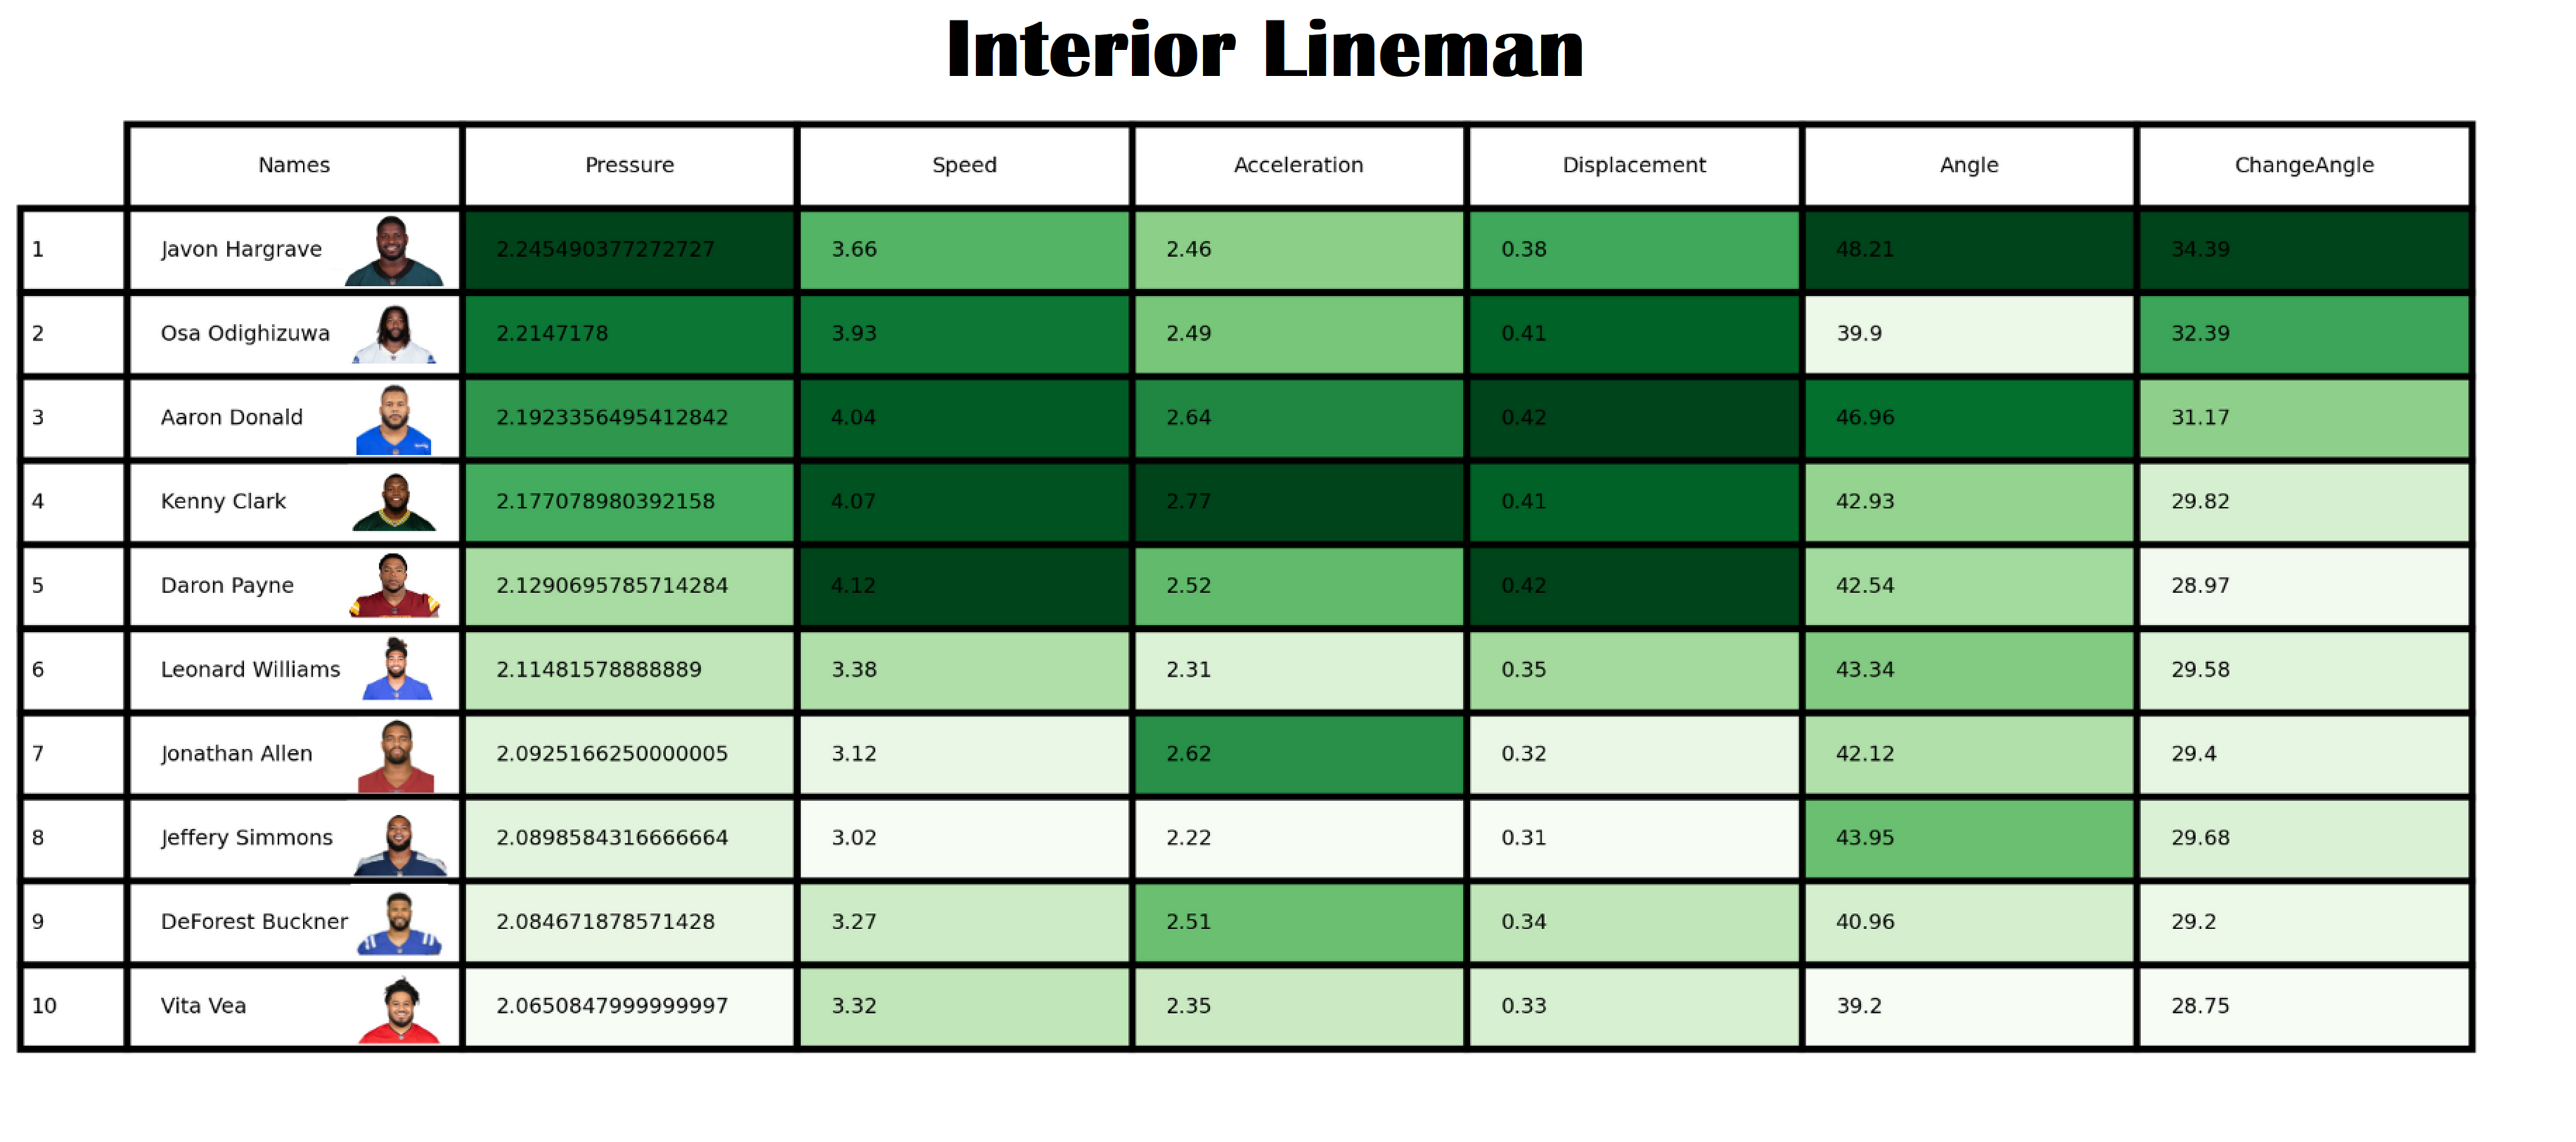 Interior Lineman
Names Pressure Speed Acceleration Displacement Angle ChangeAngle
1 Javon Hargrave 2.245490377272727 3.66 2.46 0.38 48.21 34.39
2 Osa Odighizuwa 2.2147178 3.93 2.49 0.41 39.9 32.39
3 Aaron Donald 2.1923356495412842 4.04 2.64 0.42 46.96 31.17
4 Kenny Clark 2.177078980392158 4.07 2.77 0.41 42.93 29.82
5 Daron Payne 2.1290695785714284 4.12 2.52 0.42 42.54 28.97
6 Leonard Williams 2.11481578888889 3.38 2.31 0.35 43.34 29.58
7 Jonathan Allen 2.0925166250000005 3.12 2.62 0.32 42.12 29.4
8 Jeffery Simmons 2.0898584316666664 3.02 2.22 0.31 43.95 29.68
9 DeForest Buckner 2.084671878571428 3.27 2.51 0.34 40.96 29.2
10 Vita Vea 2.0650847999999997 3.32 2.35 0.33 39.2 28.75